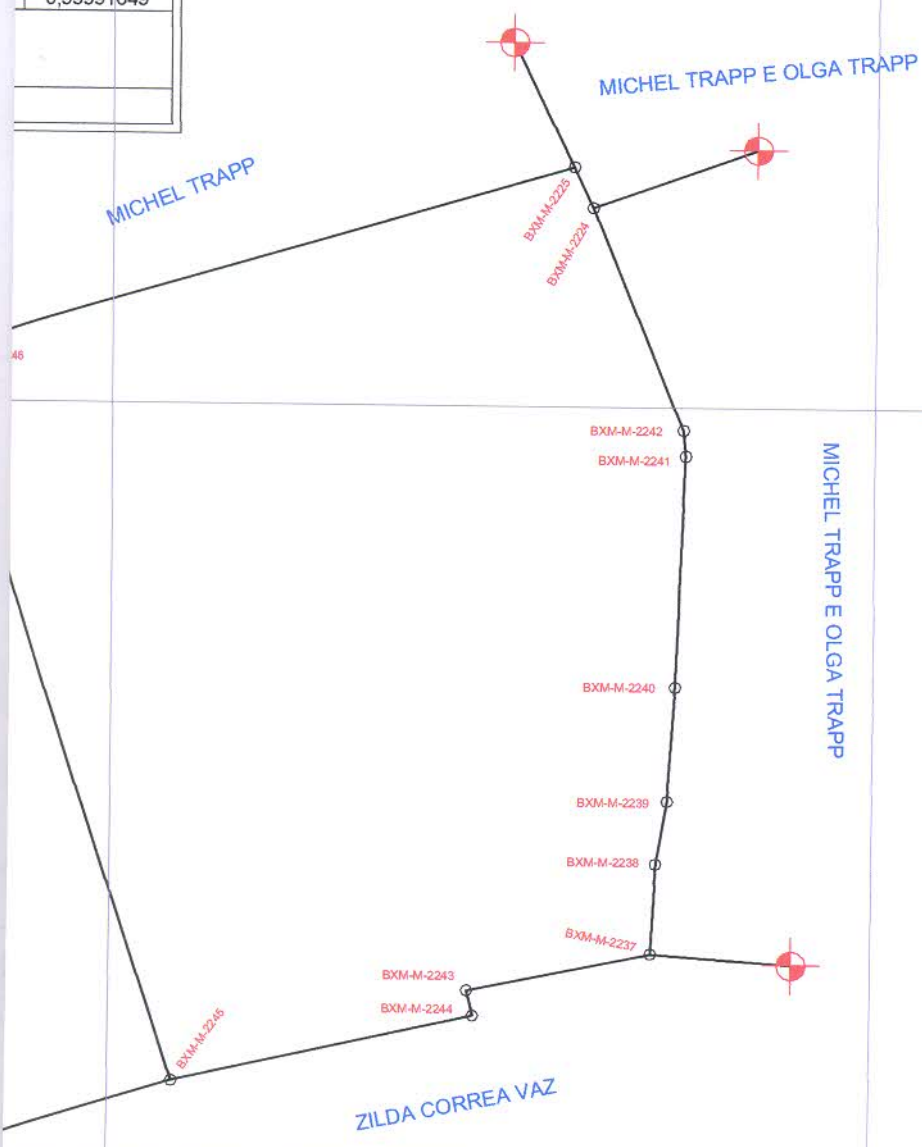 MICHEL TRAPP E OLGA TRAPP
MICHEL TRAPP
BXM-M-2225
BXM-M-2224
BXM-M-2242
BXM-M-2241
MICHEL TRAPP E OLGA TRAPP
BXM-M-2240
BXM-M-2239
BXM-M-2238
BXM-M-2237
BXM-M-2243
BXM-M-2244
BXM-M-2245
ZILDA CORREA VAZ